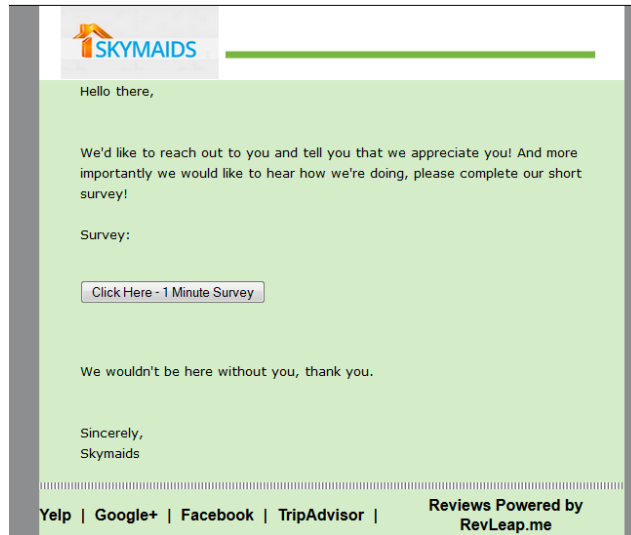 SKYMAIDS
Hello there,
We'd like to reach out to you and tell you that we appreciate you! And more
importantly we would like to hear how we're doing, please complete our short
survey!
Survey:
Click Here - 1 Minute Survey
We wouldn't be here without you, thank you.
Sincerely,
Skymaids
Yelp | Google+ | Facebook | TripAdvisor |
Reviews Powered by
RevLeap.me